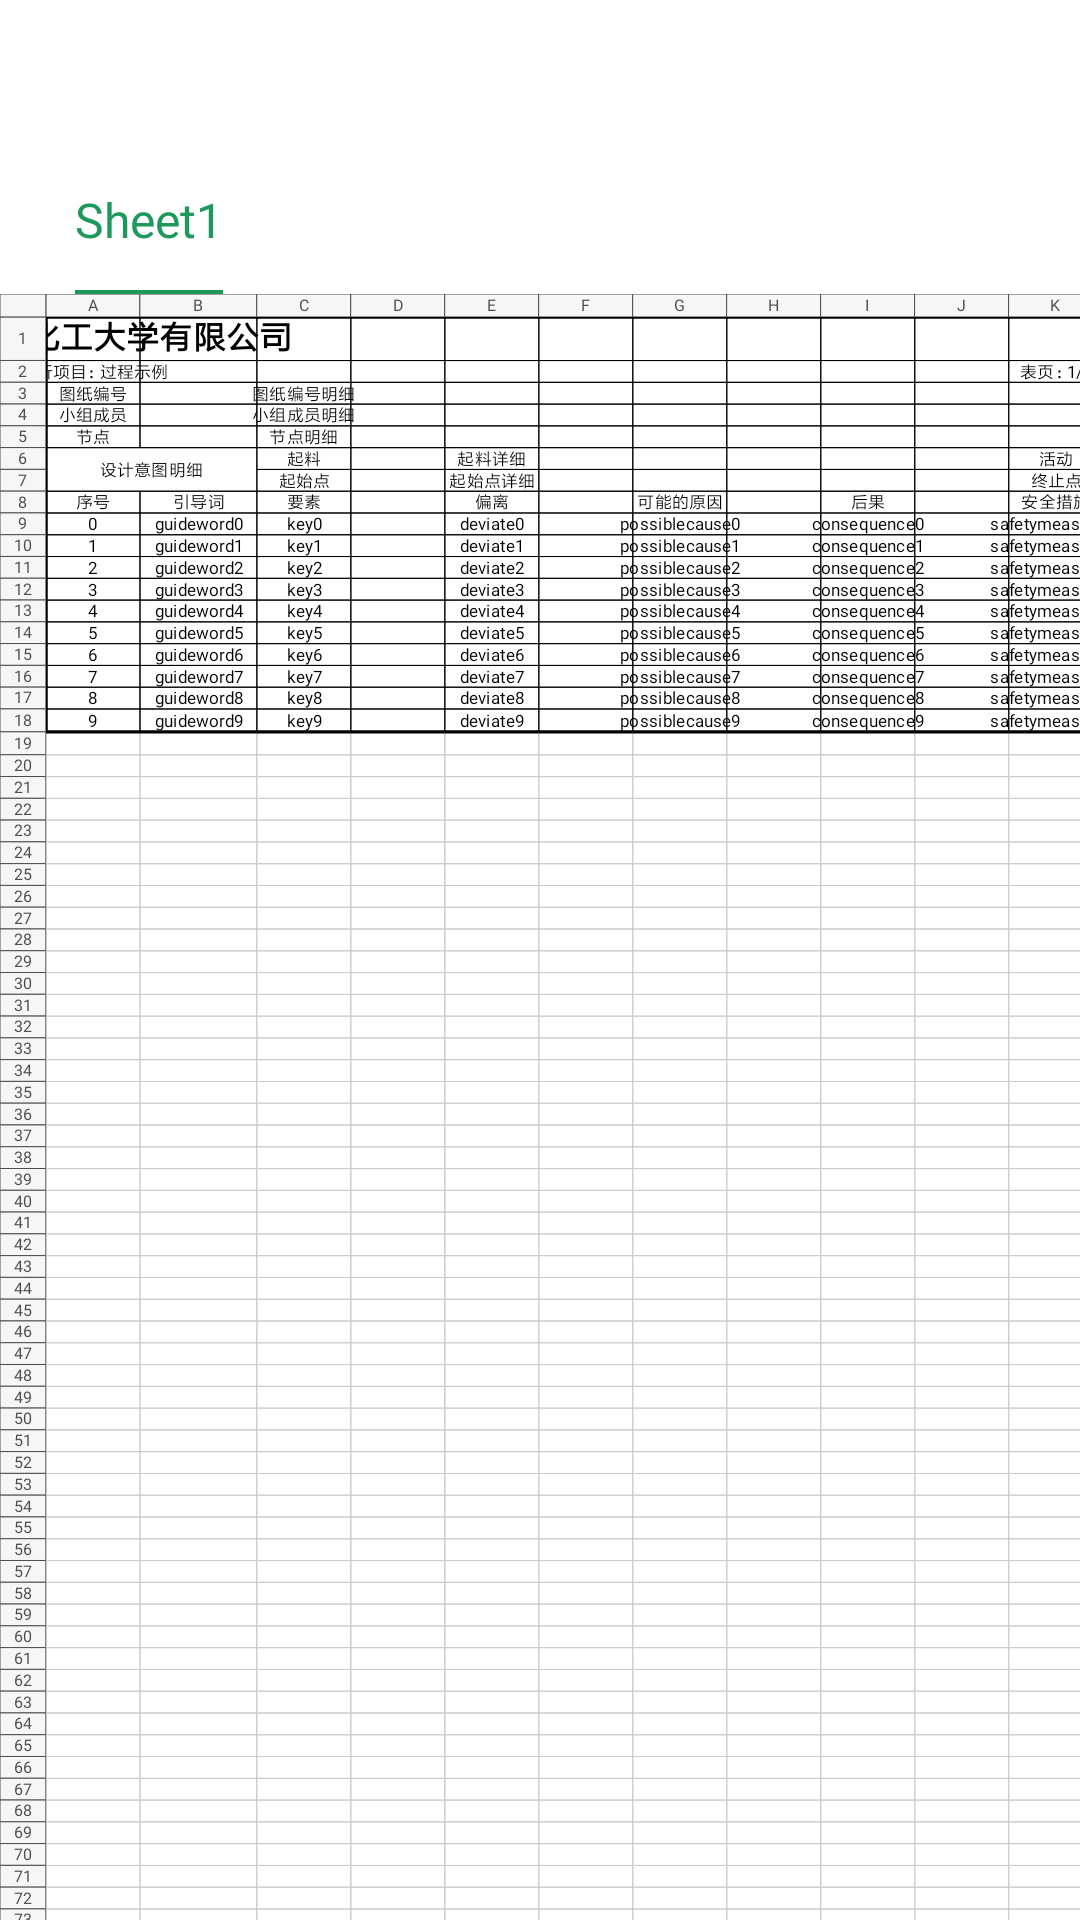 Sheet1
A B C D E F G H I J K
1 工大学有限公司
2 项目: 过程示例 表页: 1/
3 图纸编号 图纸编号明细
4 小组成员 小组成员明细
5 节点 节点明细
6 设计意图明细 起料 起料详细 活动
7 起始点 起始点详细 终止点
8 序号 引导词 要素 偏离 可能的原因 后果 安全措施
9 0 guideword0 key0 deviate0 possiblecause0 consequence0 safetymeas
10 1 guideword1 key1 deviate1 possiblecause1 consequence1 safetymeas
11 2 guideword2 key2 deviate2 possiblecause2 consequence2 safetymeas
12 3 guideword3 key3 deviate3 possiblecause3 consequence3 safetymeas
13 4 guideword4 key4 deviate4 possiblecause4 consequence4 safetymeas
14 5 guideword5 key5 deviate5 possiblecause5 consequence5 safetymeas
15 6 guideword6 key6 deviate6 possiblecause6 consequence6 safetymeas
16 7 guideword7 key7 deviate7 possiblecause7 consequence7 safetymeas
17 8 guideword8 key8 deviate8 possiblecause8 consequence8 safetymeas
18 9 guideword9 key9 deviate9 possiblecause9 consequence9 safetymeas
19
20
21
22
23
24
25
26
27
28
29
30
31
32
33
34
35
36
37
38
39
40
41
42
43
44
45
46
47
48
49
50
51
52
53
54
55
56
57
58
59
60
61
62
63
64
65
66
67
68
69
70
71
72
73